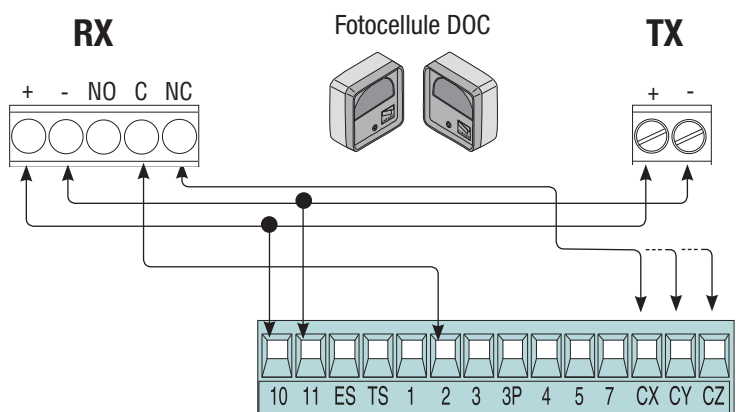 RX
Fotocellule DOC
TX
+ - NO C NC
+ -
10 11 ES TS 1 2 3 3P 4 5 7 CX CY CZ